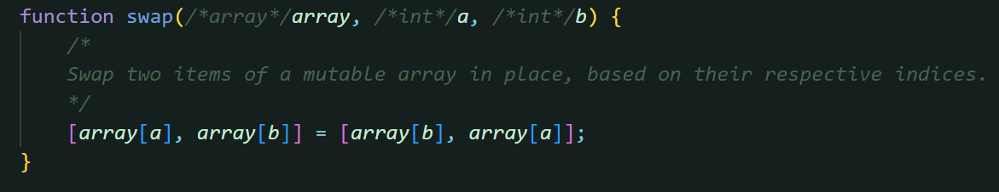 function swap(/*array*/array, /*int*/a, /*int*/b) {
    /*
    Swap two items of a mutable array in place, based on their respective indices.
    */
    [array[a], array[b]] = [array[b], array[a]];
}